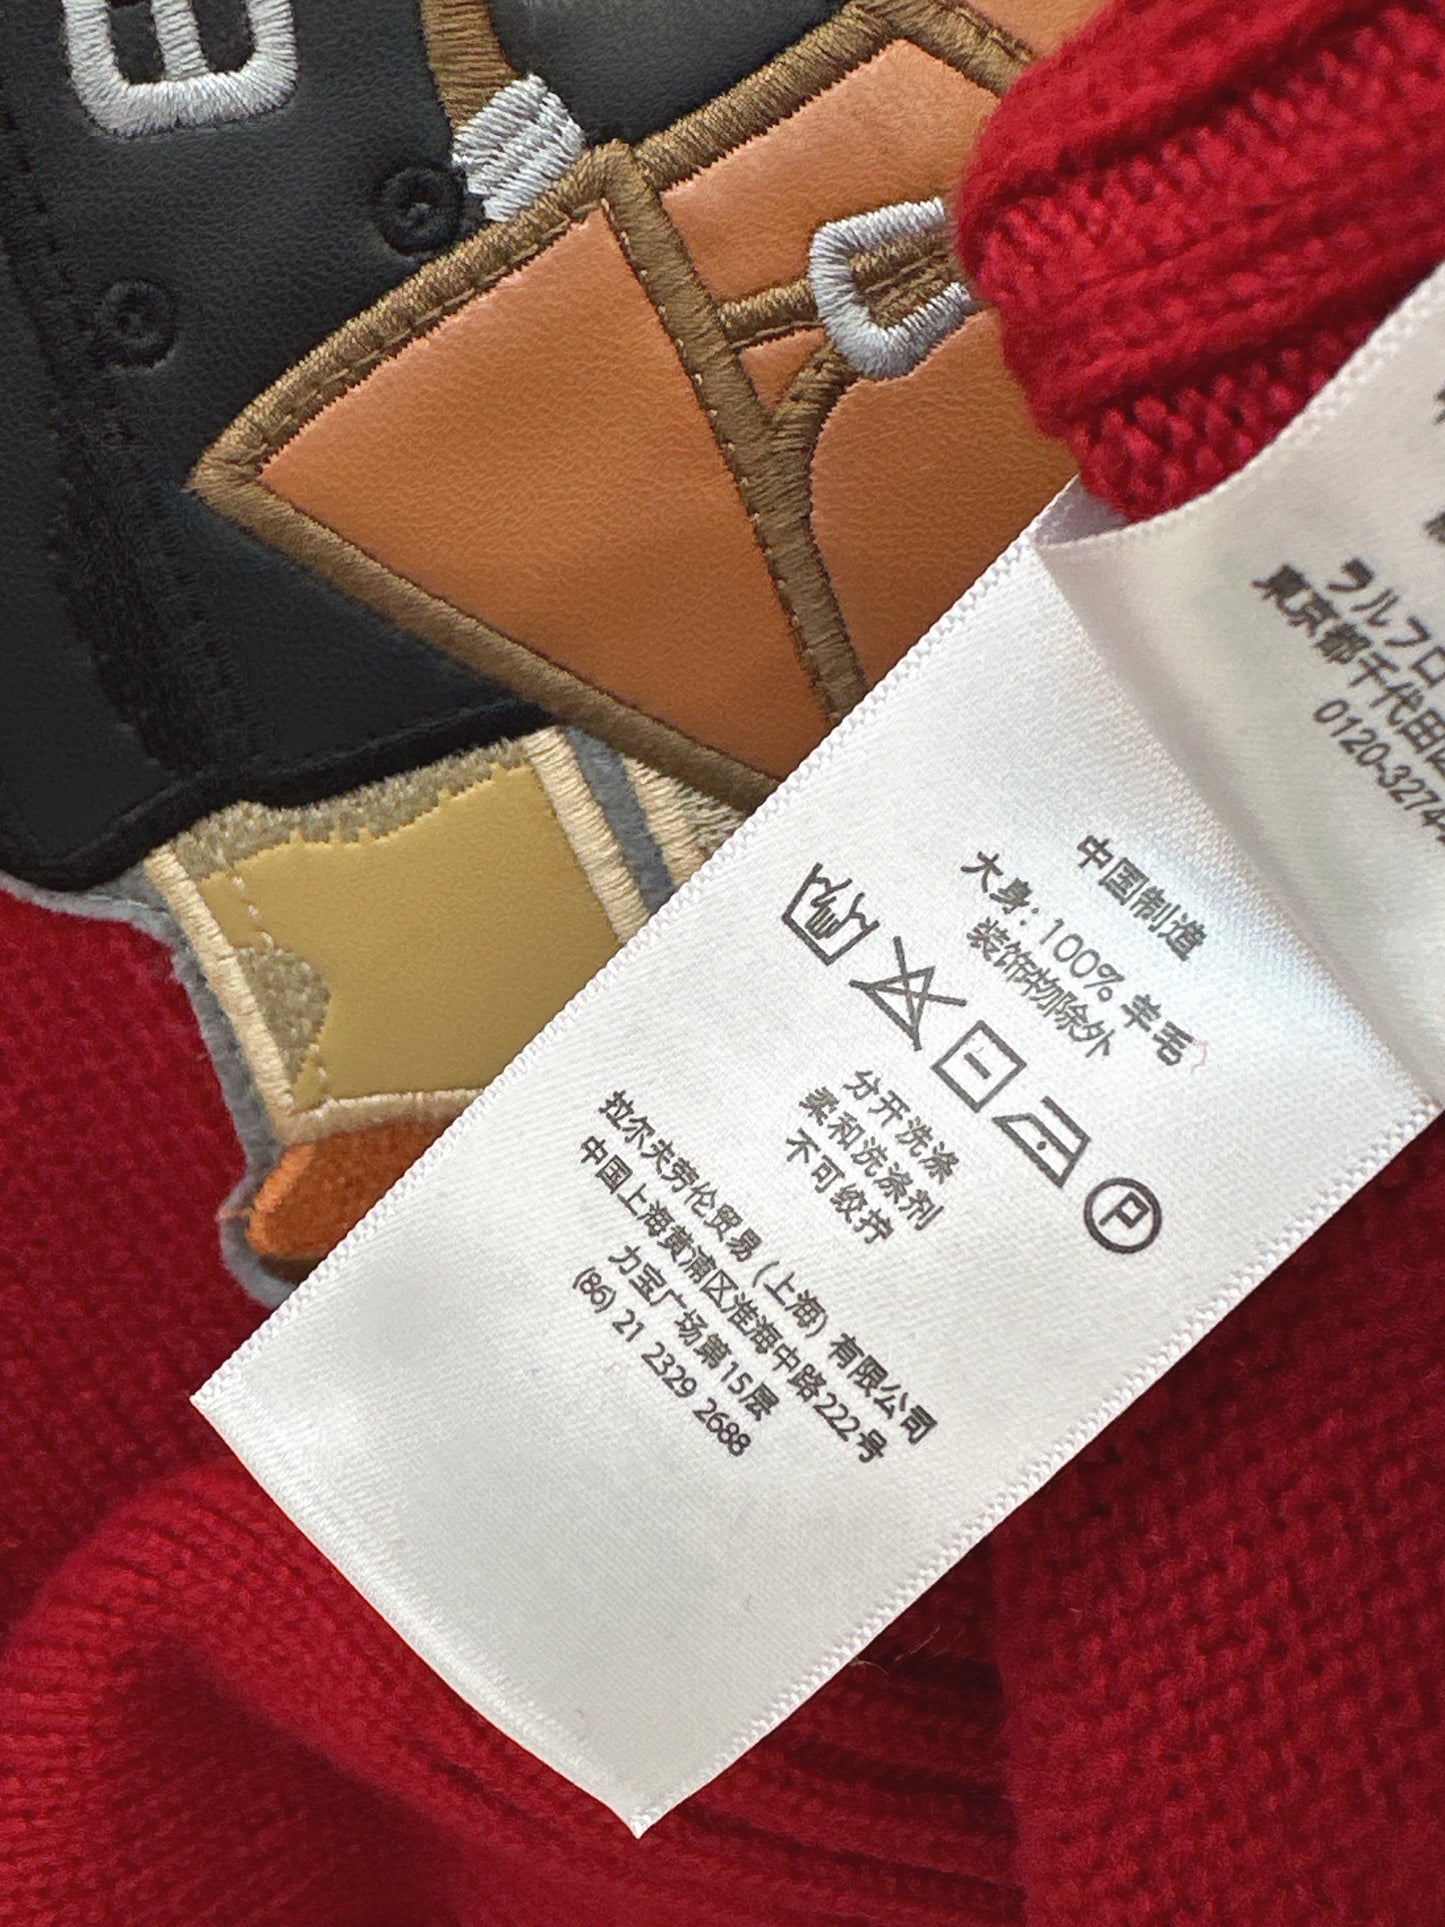 ラルフロ
東京都千代田区
0120-3274-
中国制造
大身: 100% 羊毛
装饰物除外
P
分开洗涤
柔和洗涤剂
不可绞拧
拉尔夫劳伦贸易 (上海) 有限公司
中国上海黄浦区淮海中路222号
力宝广场第15层
(86) 21 2329 2688